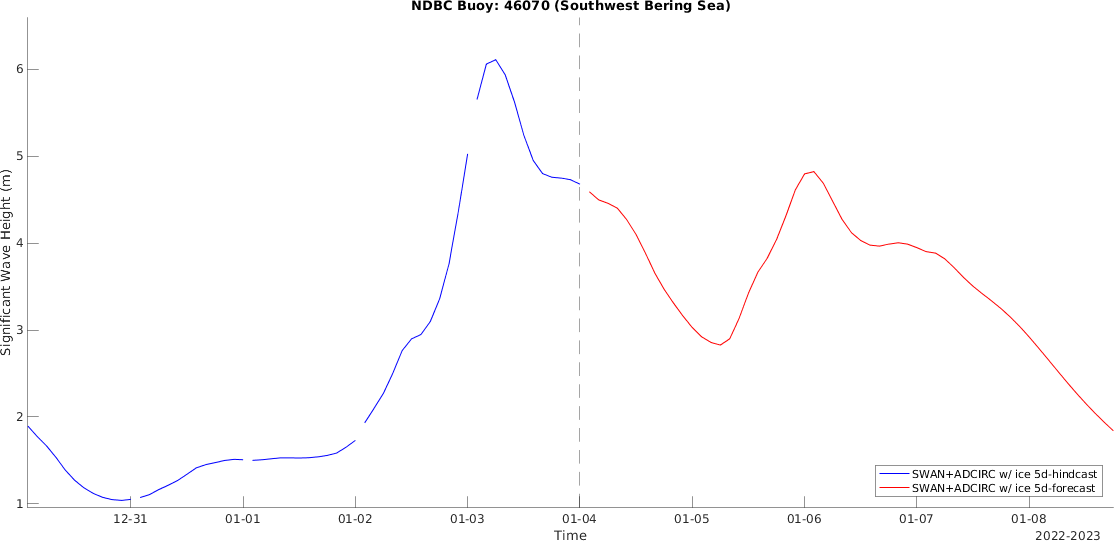 NDBC Buoy: 46070 (Southwest Bering Sea)
Significant Wave Height (m)
6
5
4
3
2
1
SWAN+ADCIRC w/ ice 5d-hindcast
SWAN+ADCIRC w/ ice 5d-forecast
12-31 01-01 01-02 01-03 01-04 01-05 01-06 01-07 01-08
Time
2022-2023